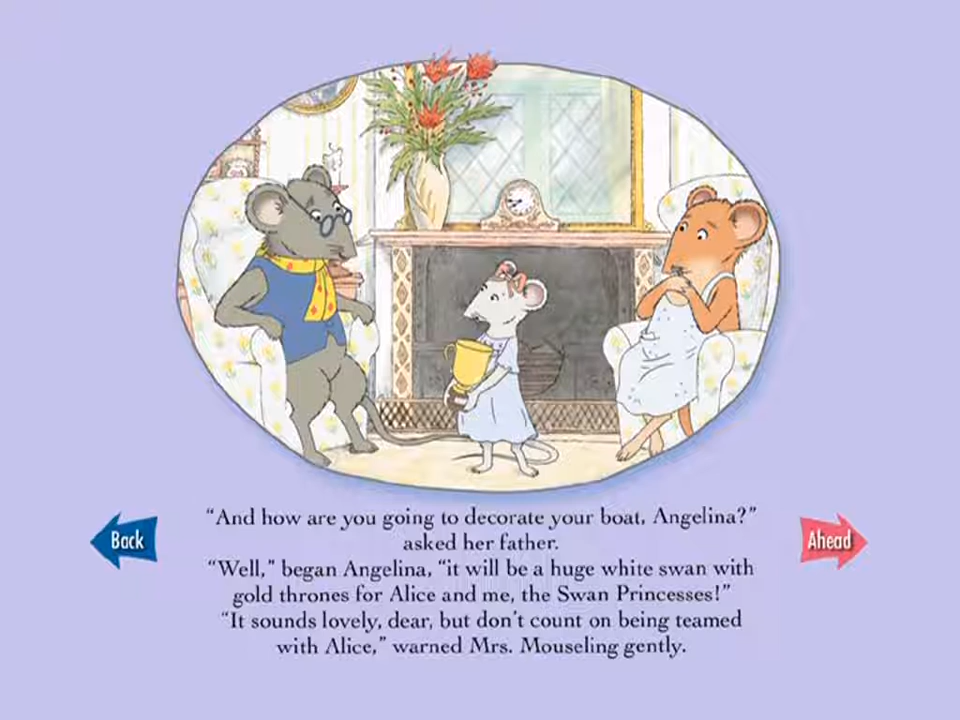 “And how are you going to decorate your boat, Angelina?”
asked her father.
“Well,” began Angelina, “it will be a huge white swan with
gold thrones for Alice and me, the Swan Princesses!”
“It sounds lovely, dear, but don't count on being teamed
with Alice,” warned Mrs. Mouseling gently.
Back
Ahead